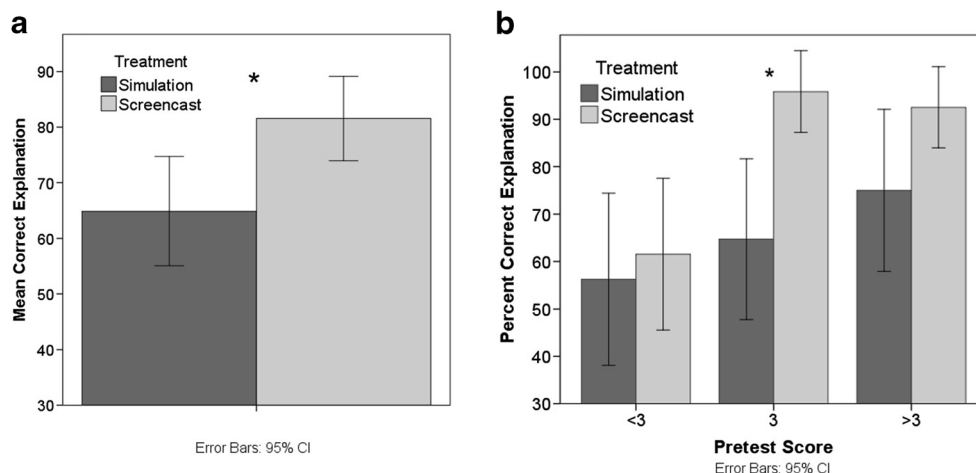 a
Treatment
Simulation
Screencast
*
Mean Correct Explanation
90
80
70
60
50
40
30
Error Bars: 95% CI
b
Treatment
Simulation
Screencast
*
Percent Correct Explanation
100
90
80
70
60
50
40
30
<3
3
>3
Pretest Score
Error Bars: 95% CI